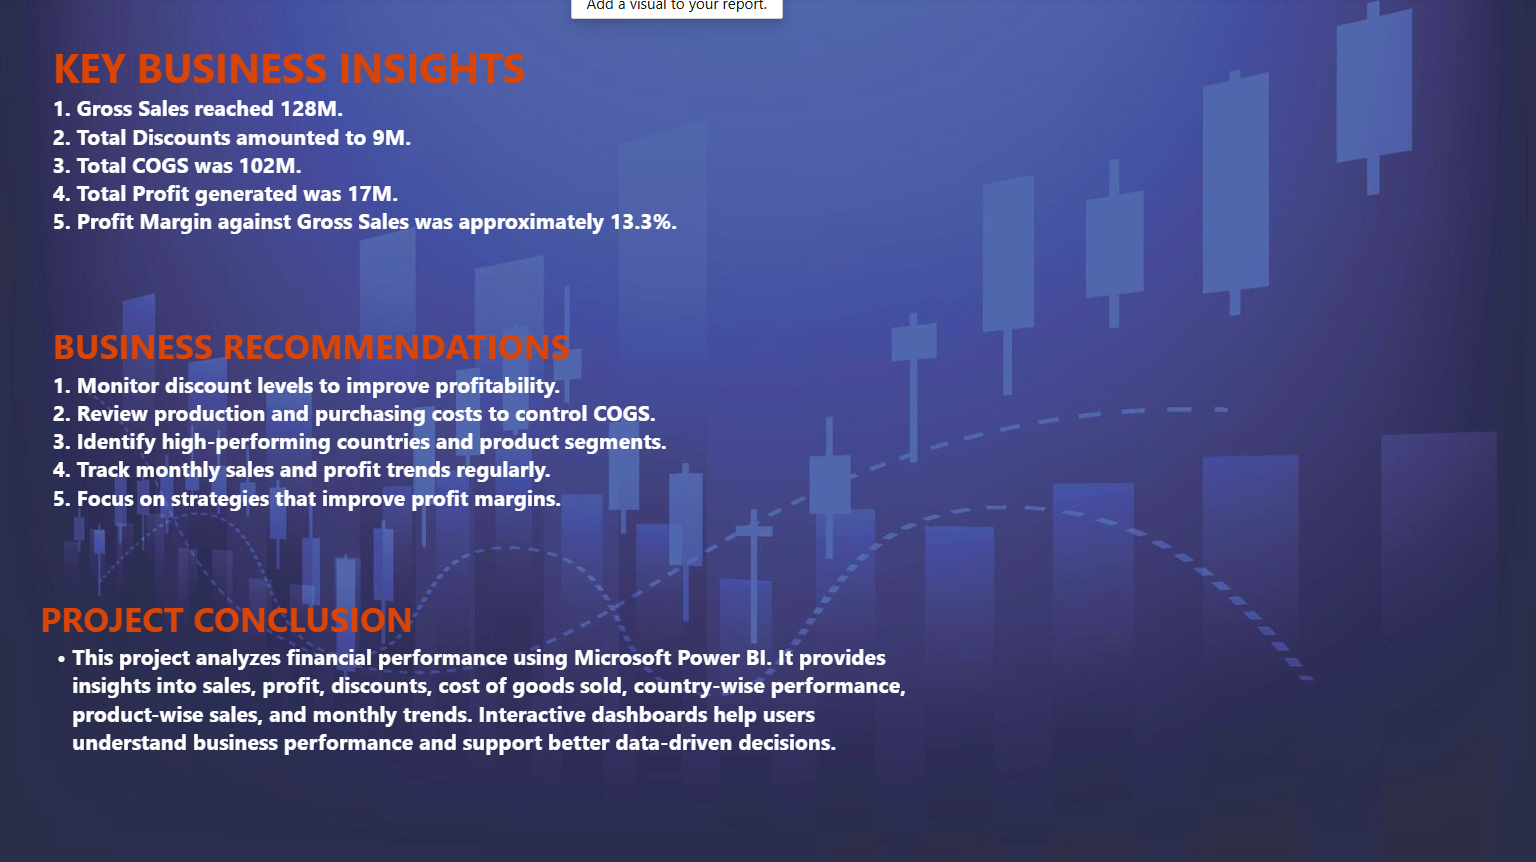 Add a visual to your report.
KEY BUSINESS INSIGHTS
1. Gross Sales reached 128M.
2. Total Discounts amounted to 9M.
3. Total COGS was 102M.
4. Total Profit generated was 17M.
5. Profit Margin against Gross Sales was approximately 13.3%.
BUSINESS RECOMMENDATIONS
1. Monitor discount levels to improve profitability.
2. Review production and purchasing costs to control COGS.
3. Identify high-performing countries and product segments.
4. Track monthly sales and profit trends regularly.
5. Focus on strategies that improve profit margins.
PROJECT CONCLUSION
• This project analyzes financial performance using Microsoft Power BI. It provides
insights into sales, profit, discounts, cost of goods sold, country-wise performance,
product-wise sales, and monthly trends. Interactive dashboards help users
understand business performance and support better data-driven decisions.